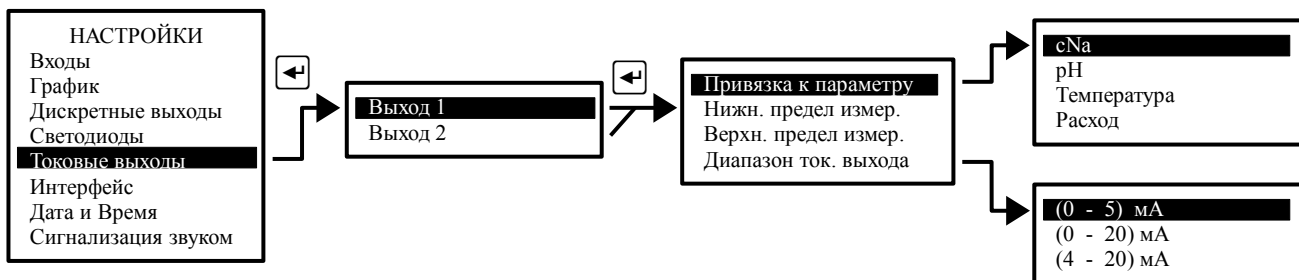 НАСТРОЙКИ
Входы
График
Дискретные выходы
Светодиоды
Токовые выходы
Интерфейс
Дата и Время
Сигнализация звуком
Выход 1
Выход 2
Привязка к параметру
Нижн. предел измер.
Верхн. предел измер.
Диапазон ток. выхода
cNa
pH
Температура
Расход
(0 - 5) мА
(0 - 20) мА
(4 - 20) мА